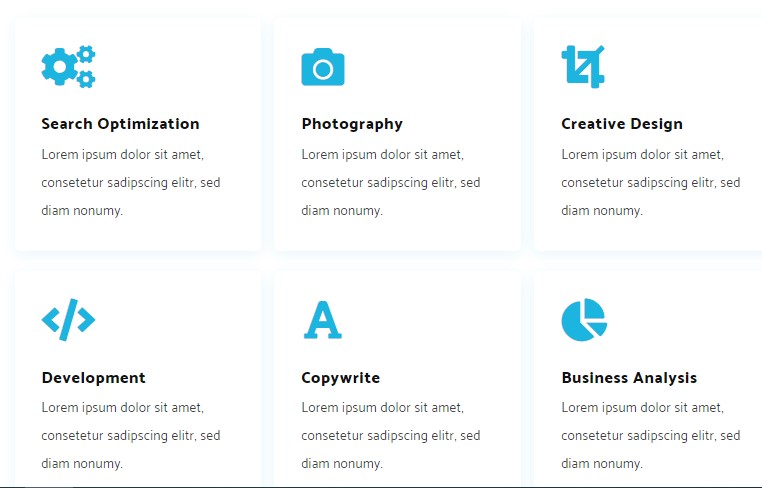 Search Optimization
Lorem ipsum dolor sit amet,
consetetur sadipscing elitr, sed
diam nonumy.
Photography
Lorem ipsum dolor sit amet,
consetetur sadipscing elitr, sed
diam nonumy.
Creative Design
Lorem ipsum dolor sit amet,
consetetur sadipscing elitr, sed
diam nonumy.
Development
Lorem ipsum dolor sit amet,
consetetur sadipscing elitr, sed
diam nonumy.
Copywrite
Lorem ipsum dolor sit amet,
consetetur sadipscing elitr, sed
diam nonumy.
Business Analysis
Lorem ipsum dolor sit amet,
consetetur sadipscing elitr, sed
diam nonumy.